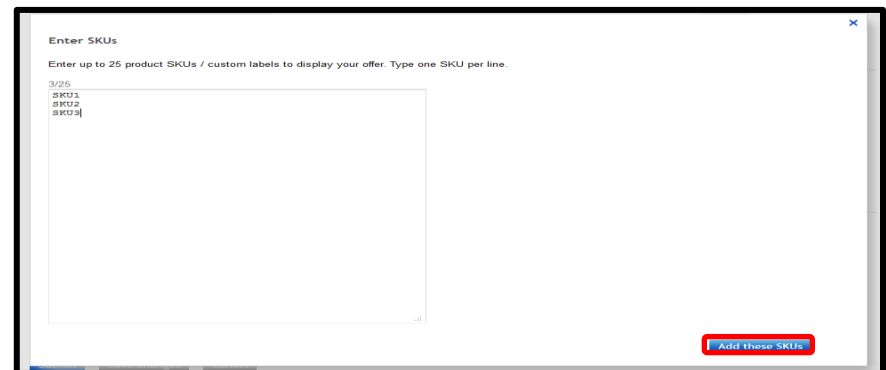 Enter SKUs
Enter up to 25 product SKUs / custom labels to display your offer. Type one SKU per line.
3/25
SKU1
SKU2
SKU3
Add these SKUs